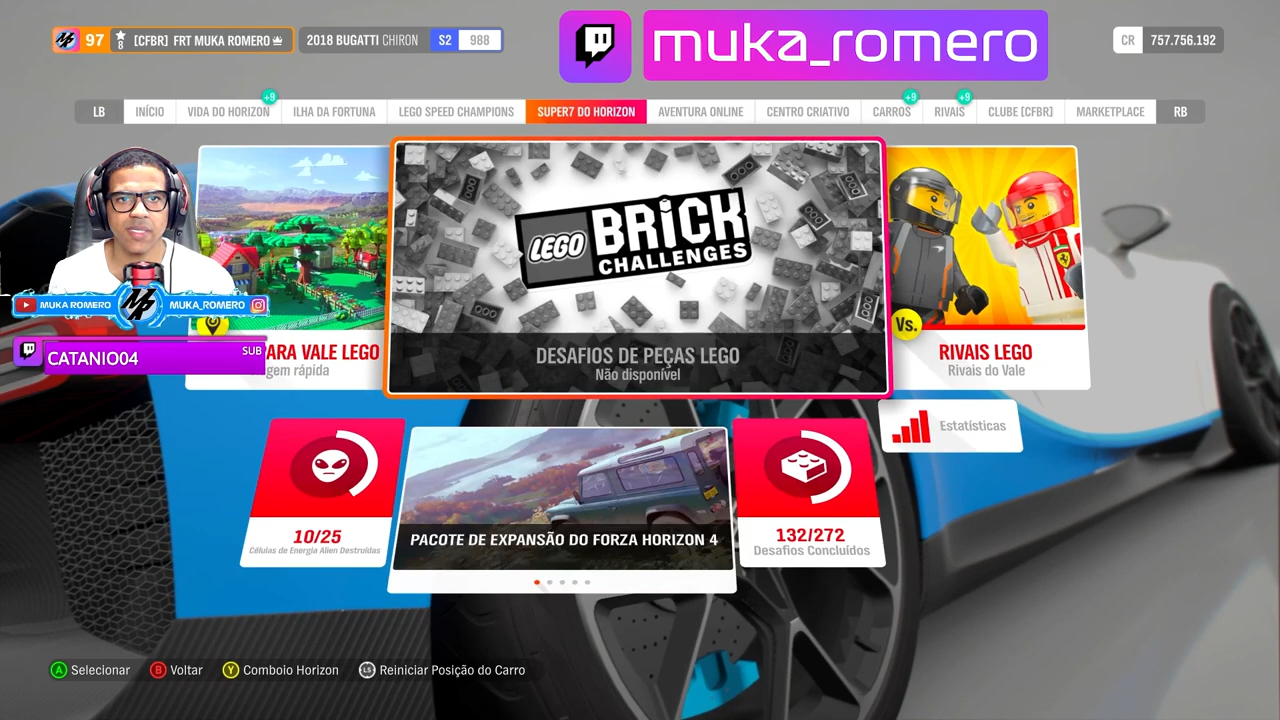 97
8
[CFBR] FRT MUKA ROMERO
2018 BUGATTI CHIRON
S2
988
muka_romero
CR
757.756.192
LB
INÍCIO
VIDA DO HORIZON
+9
ILHA DA FORTUNA
LEGO SPEED CHAMPIONS
SUPER7 DO HORIZON
AVENTURA ONLINE
CENTRO CRIATIVO
CARROS
+9
RIVAIS
+9
CLUBE [CFBR]
MARKETPLACE
RB
LEGO
BRICK
CHALLENGES
DESAFIOS DE PEÇAS LEGO
Não disponível
MUKA ROMERO
MUKA_ROMERO
CATANIO04
SUB
ARA VALE LEGO
gem rápida
Vs.
RIVAIS LEGO
Rivais do Vale
Estatísticas
10/25
Células de Energia Alien Destruídas
PACOTE DE EXPANSÃO DO FORZA HORIZON 4
132/272
Desafios Concluídos
A Selecionar
B Voltar
Y Comboio Horizon
LS Reiniciar Posição do Carro